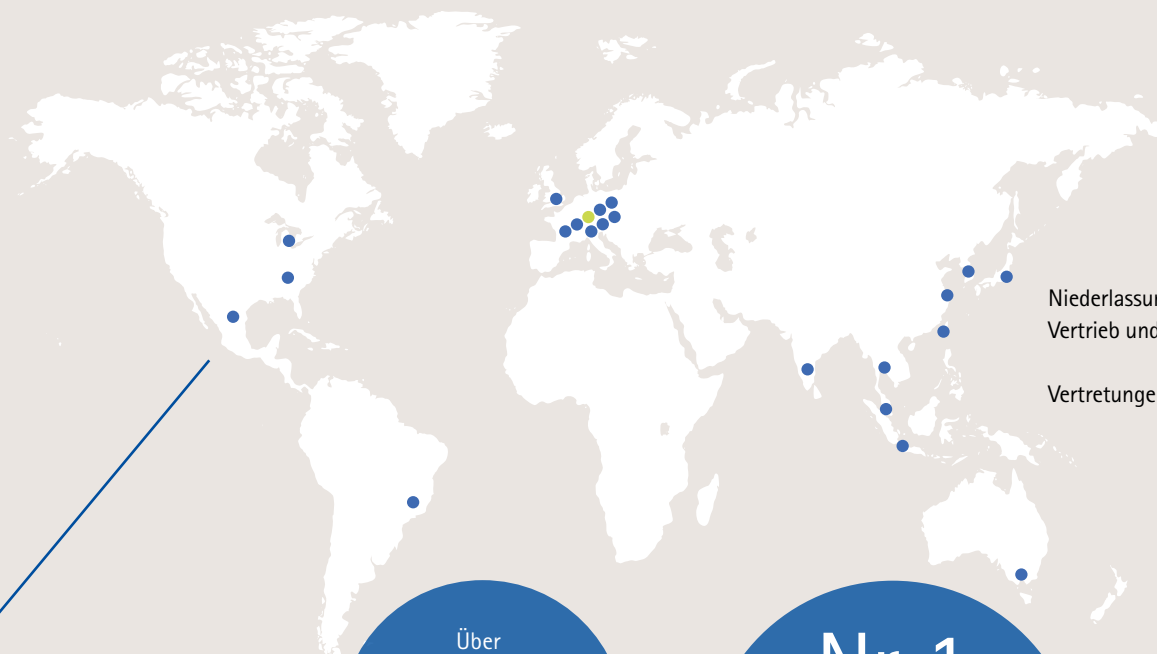 Niederlassun
Vertrieb und
Vertretunge
Über
Nr. 1